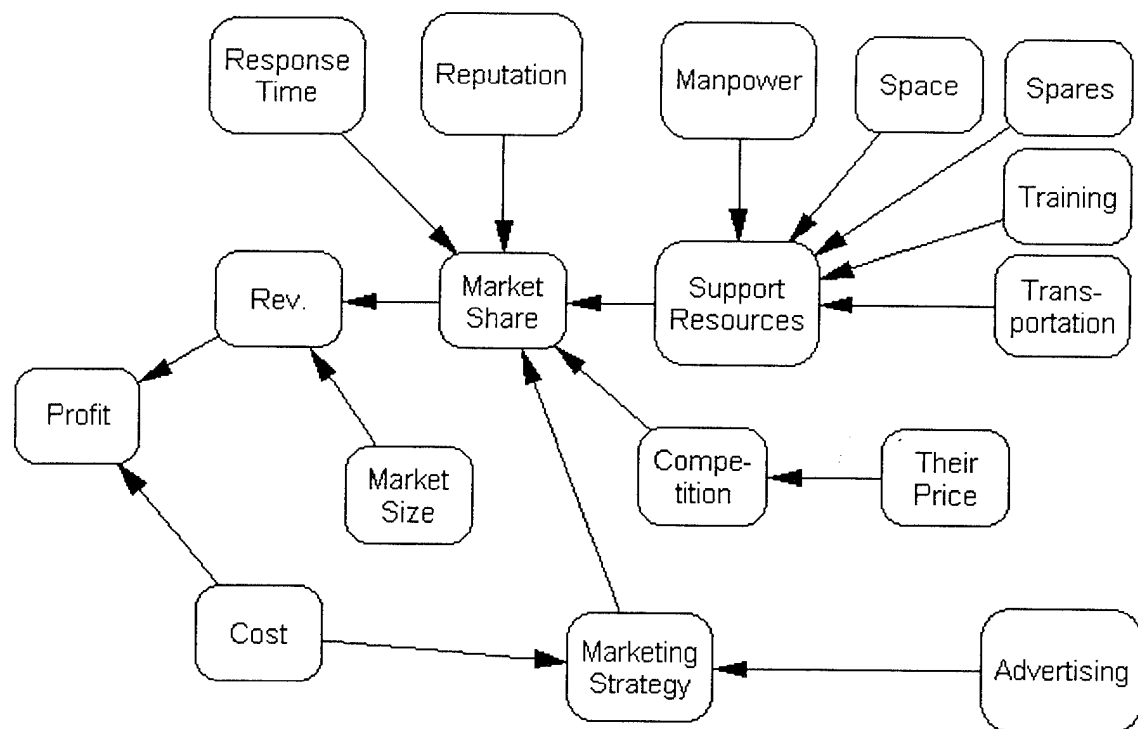 Response
Time
Reputation
Manpower
Space
Spares
Training
Trans-
portation
Rev.
Market
Share
Support
Resources
Profit
Market
Size
Compe-
tition
Their
Price
Cost
Marketing
Strategy
Advertising